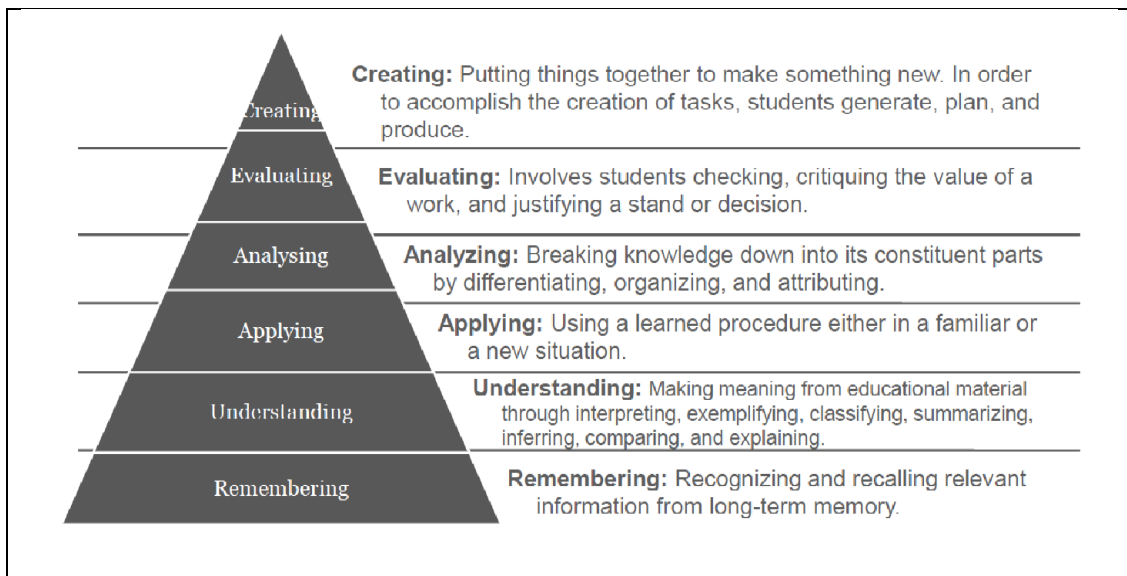 Creating
Creating: Putting things together to make something new. In order
to accomplish the creation of tasks, students generate, plan, and
produce.
Evaluating
Evaluating: Involves students checking, critiquing the value of a
work, and justifying a stand or decision.
Analysing
Analyzing: Breaking knowledge down into its constituent parts
by differentiating, organizing, and attributing.
Applying
Applying: Using a learned procedure either in a familiar or
a new situation.
Understanding
Understanding: Making meaning from educational material
through interpreting, exemplifying, classifying, summarizing,
inferring, comparing, and explaining.
Remembering
Remembering: Recognizing and recalling relevant
information from long-term memory.